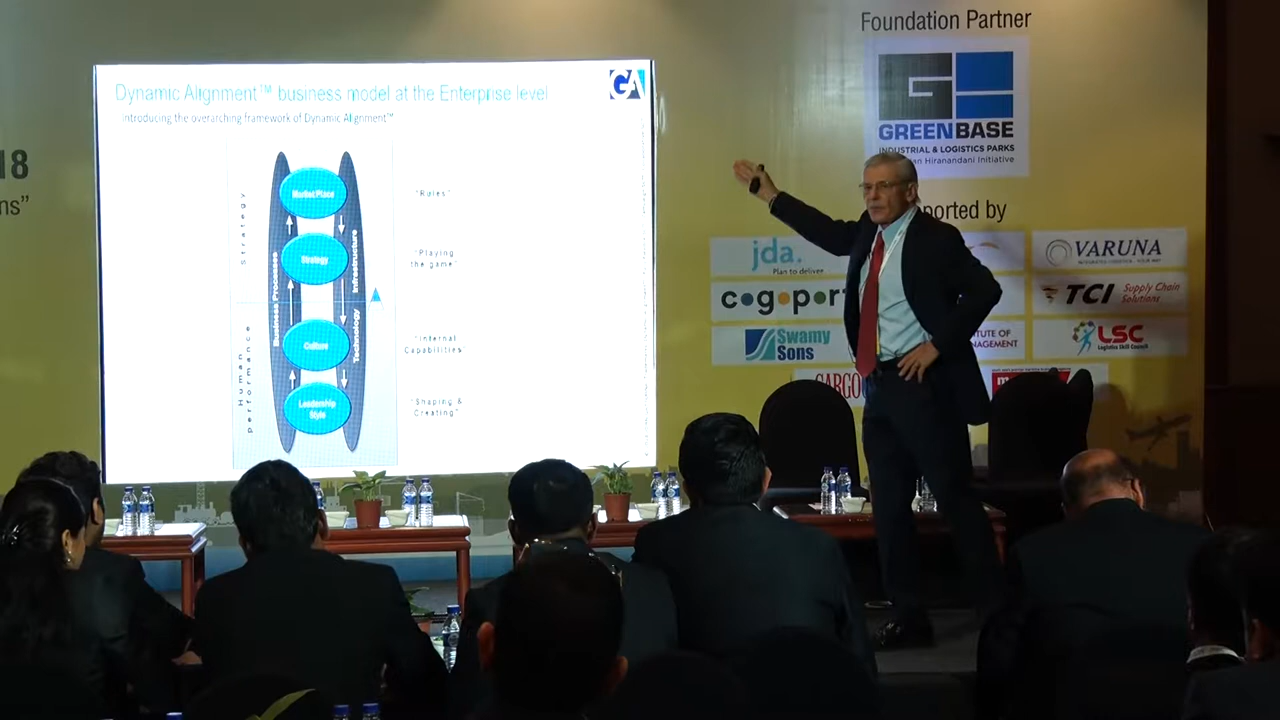 18
ns”
Dynamic Alignment™ business model at the Enterprise level
Introducing the overarching framework of Dynamic Alignment™
GA
Strategy
Human performance
Business Processes
Technology Infrastructure
Market Place
Strategy
Culture
Leadership
Style
“Rules”
“Playing
the game”
“Internal
Capabilities”
“Shaping &
Creating”
Foundation Partner
GREENBASE
INDUSTRIAL & LOGISTICS PARKS
an Hiranandani Initiative
ported by
jda.
Plan to deliver
VARUNA
cogoport
TCI Supply Chain
Solutions
Swamy
Sons
TUTE OF
NAGEMENT
LSC
Logistics Skill Council
CARGO